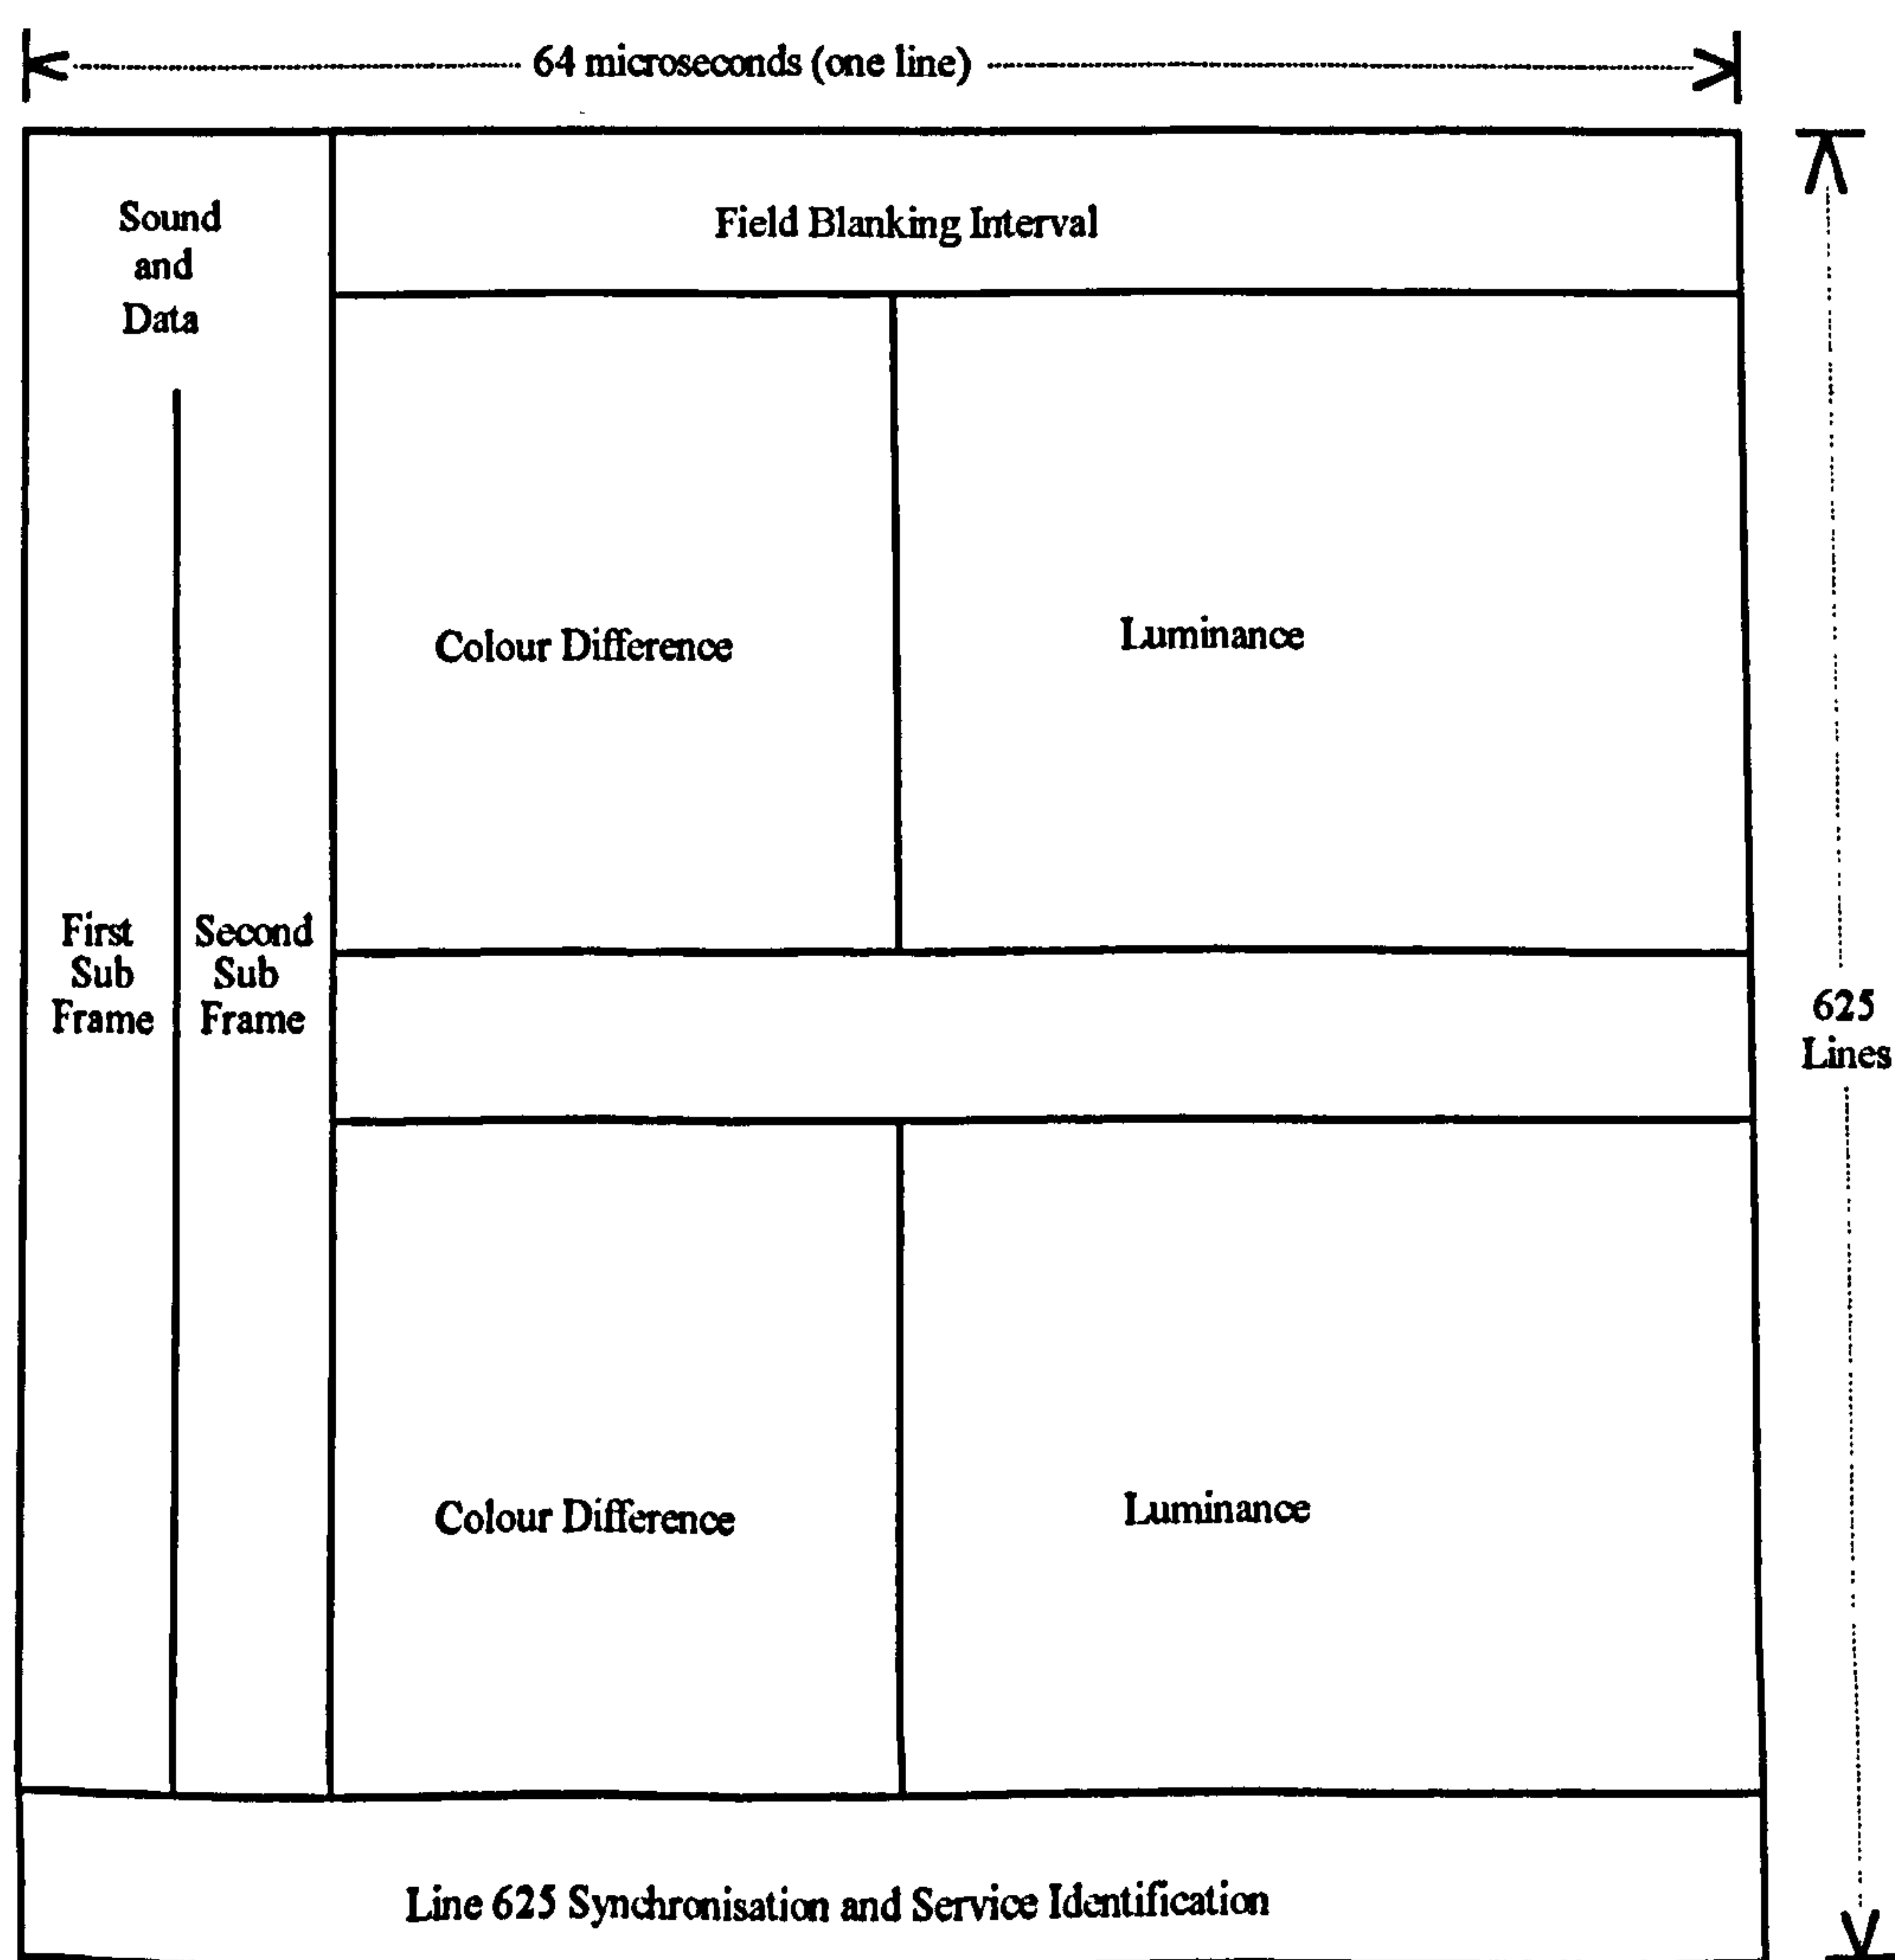 64 microseconds (one line)
Sound
and
Data
Field Blanking Interval
Colour Difference
Luminance
First
Sub
Frame
Second
Sub
Frame
625
Lines
Colour Difference
Luminance
Line 625 Synchronisation and Service Identification